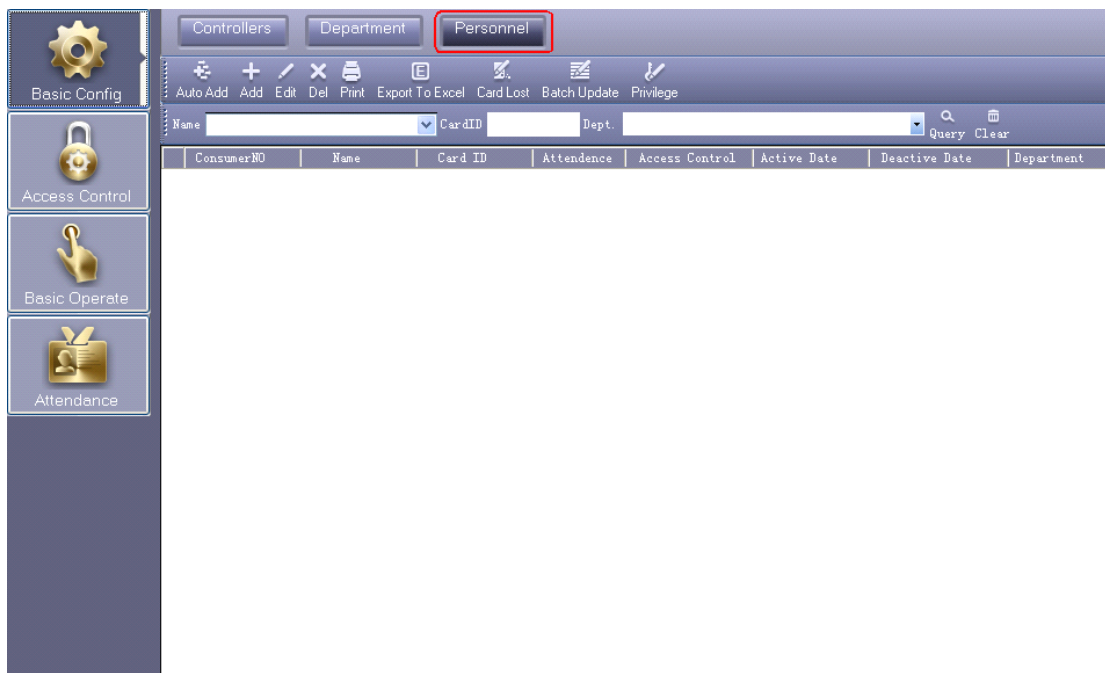 Controllers Department Personnel
Basic Config
Auto Add Add Edit Del Print Export To Excel Card Lost Batch Update Privilege
Name CardID Dept. Query Clear
ConsumerNO Name Card ID Attendence Access Control Active Date Deactive Date Department
Access Control
Basic Operate
Attendance